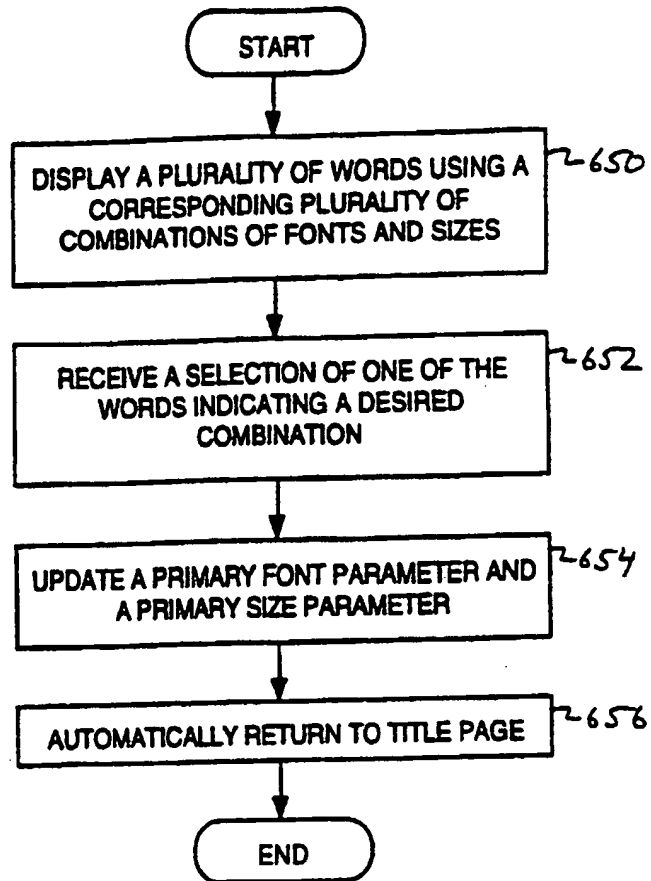 START
DISPLAY A PLURALITY OF WORDS USING A
CORRESPONDING PLURALITY OF
COMBINATIONS OF FONTS AND SIZES
650
RECEIVE A SELECTION OF ONE OF THE
WORDS INDICATING A DESIRED
COMBINATION
652
UPDATE A PRIMARY FONT PARAMETER AND
A PRIMARY SIZE PARAMETER
654
AUTOMATICALLY RETURN TO TITLE PAGE
656
END